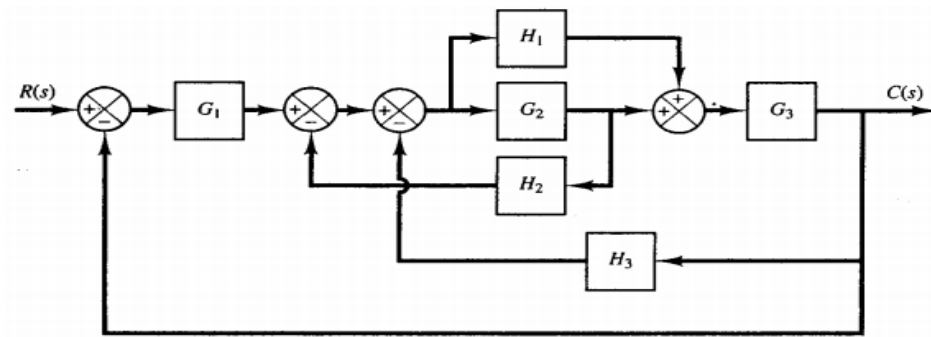 H₁
R(s) + − G₁ + − + − G₂ + + G₃ C(s)
H₂
H₃